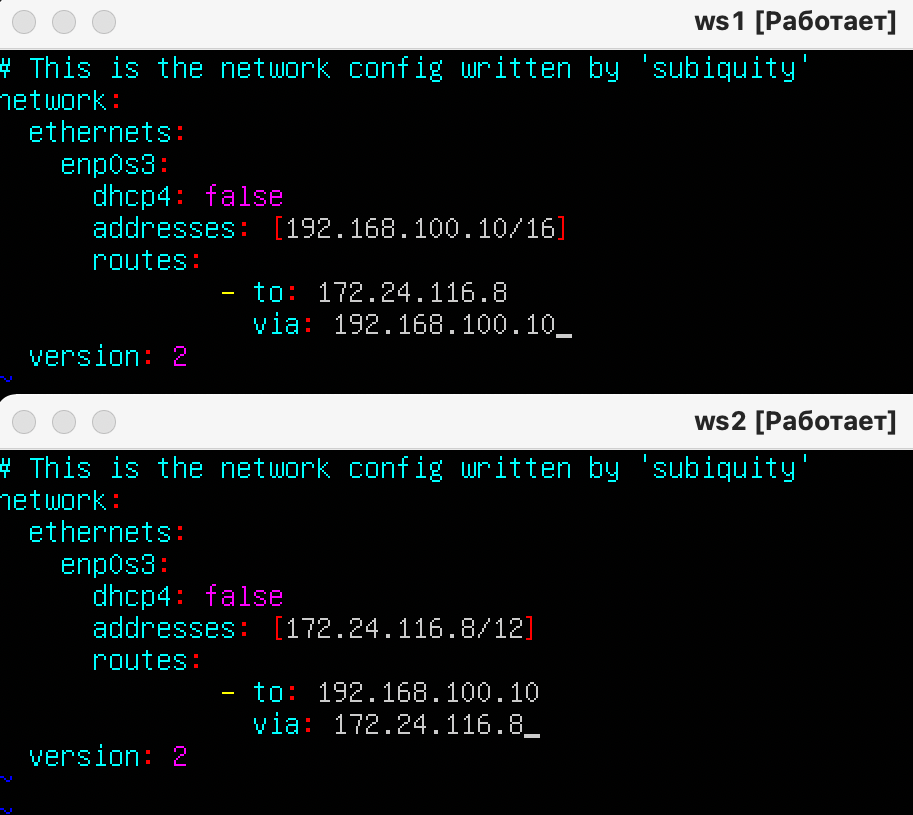 ws1 [Работает]
# This is the network config written by 'subiquity'
network:
  ethernets:
    enp0s3:
      dhcp4: false
      addresses: [192.168.100.10/16]
      routes:
              - to: 172.24.116.8
                via: 192.168.100.10_
  version: 2
~
ws2 [Работает]
# This is the network config written by 'subiquity'
network:
  ethernets:
    enp0s3:
      dhcp4: false
      addresses: [172.24.116.8/12]
      routes:
              - to: 192.168.100.10
                via: 172.24.116.8_
  version: 2
~
~